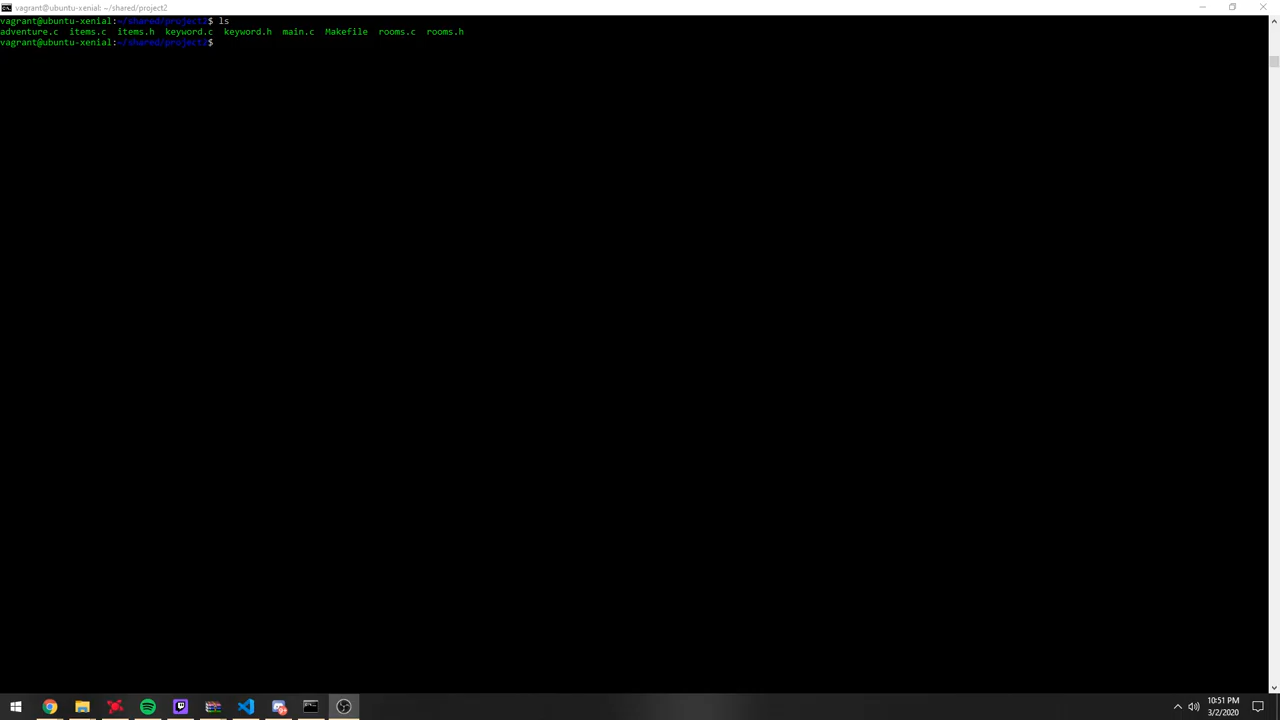 vagrant@ubuntu-xenial: ~/shared/project2
vagrant@ubuntu-xenial:~/shared/project2$ ls
adventure.c  items.c  items.h  keyword.c  keyword.h  main.c  Makefile  rooms.c  rooms.h
vagrant@ubuntu-xenial:~/shared/project2$
10:51 PM
3/2/2020